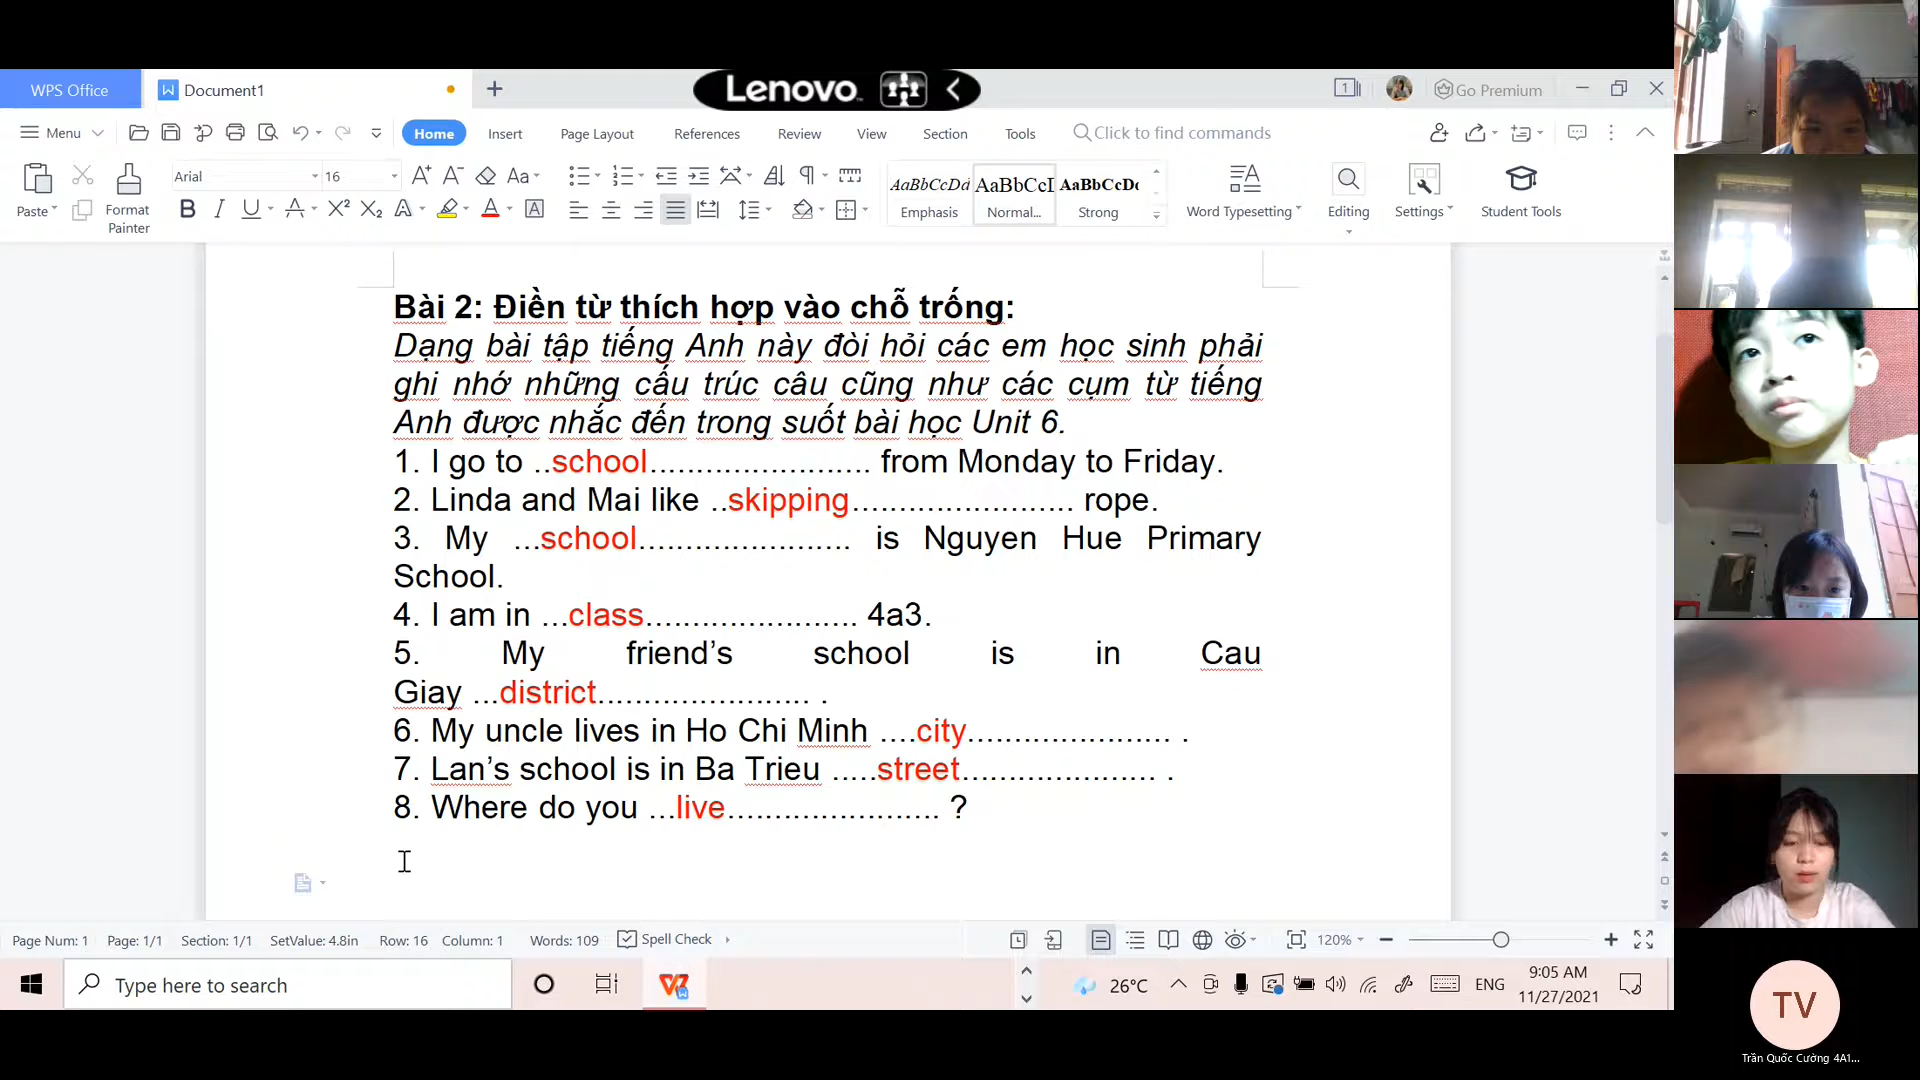 Lenovo
WPS Office
Document1
1
Go Premium
Menu
Home
Insert
Page Layout
References
Review
View
Section
Tools
Click to find commands
Paste
Format
Painter
Arial
16
AaBbCcDd
Emphasis
AaBbCcD
Normal...
AaBbCcDd
Strong
Word Typesetting
Editing
Settings
Student Tools
Bài 2: Điền từ thích hợp vào chỗ trống:
Dạng bài tập tiếng Anh này đòi hỏi các em học sinh phải
ghi nhớ những cấu trúc câu cũng như các cụm từ tiếng
Anh được nhắc đến trong suốt bài học Unit 6.
1. I go to ..school........................ from Monday to Friday.
2. Linda and Mai like ..skipping........................ rope.
3. My ...school....................... is Nguyen Hue Primary
School.
4. I am in ...class....................... 4a3.
5. My friend’s school is in Cau
Giay ...district....................... .
6. My uncle lives in Ho Chi Minh ....city...................... .
7. Lan’s school is in Ba Trieu .....street..................... .
8. Where do you ...live....................... ?
Page Num: 1
Page: 1/1
Section: 1/1
SetValue: 4.8in
Row: 16
Column: 1
Words: 109
Spell Check
120%
Type here to search
26°C
ENG
9:05 AM
11/27/2021
TV
Trần Quốc Cường 4A1...